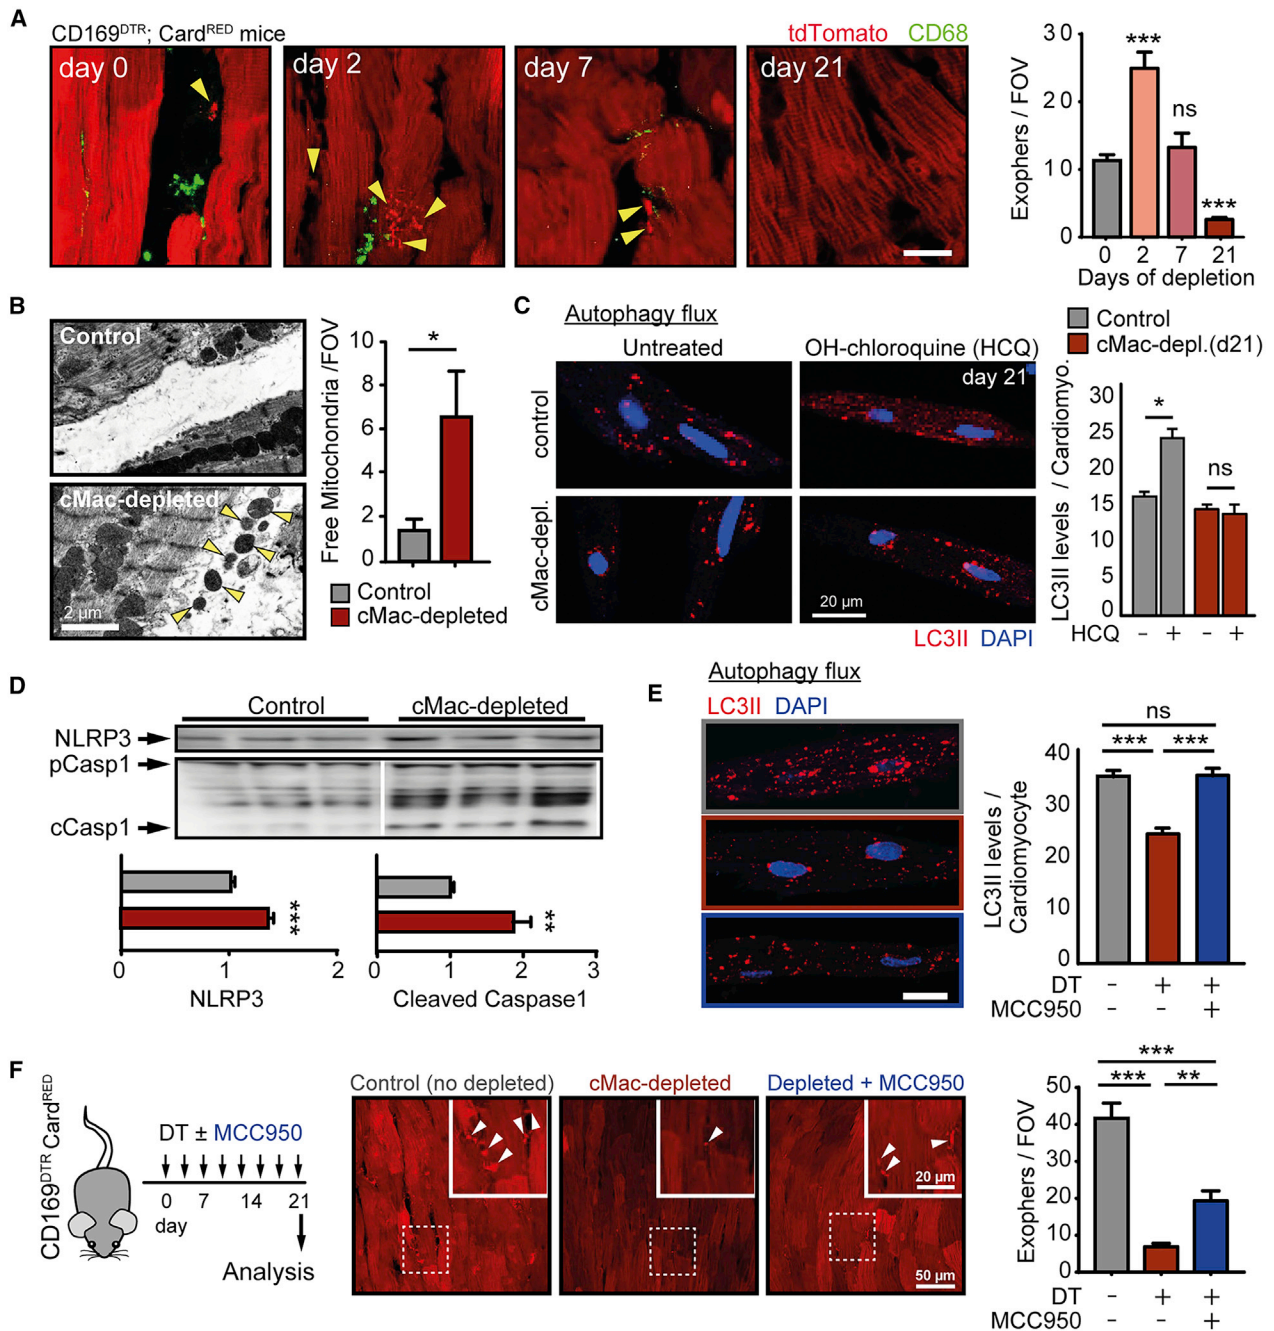 A
CD169DTR; CardRED mice
tdTomato CD68
day 0
day 2
day 7
day 21
Exophers / FOV
30
20
10
0
***
ns
***
0 2 7 21
Days of depletion
B
Control
cMac-depleted
2 µm
Free Mitochondria /FOV
10
8
6
4
2
0
*
Control
cMac-depleted
C
Autophagy flux
Untreated
OH-chloroquine (HCQ)
day 21
control
cMac-depl.
20 µm
LC3II DAPI
Control
cMac-depl.(d21)
LC3II levels / Cardiomyo.
30
25
20
15
10
5
0
*
ns
HCQ - + - +
D
Control cMac-depleted
NLRP3
pCasp1
cCasp1
***
0 1 2
NLRP3
**
0 1 2 3
Cleaved Caspase1
E
Autophagy flux
LC3II DAPI
LC3II levels /
Cardiomyocyte
40
30
20
10
0
ns
*** ***
DT - + +
MCC950 - - +
F
CD169DTR CardRED
DT ± MCC950
0 7 14 21
day
Analysis
Control (no depleted)
cMac-depleted
Depleted + MCC950
20 µm
50 µm
Exophers / FOV
50
40
30
20
10
0
***
*** **
DT - + +
MCC950 - - +